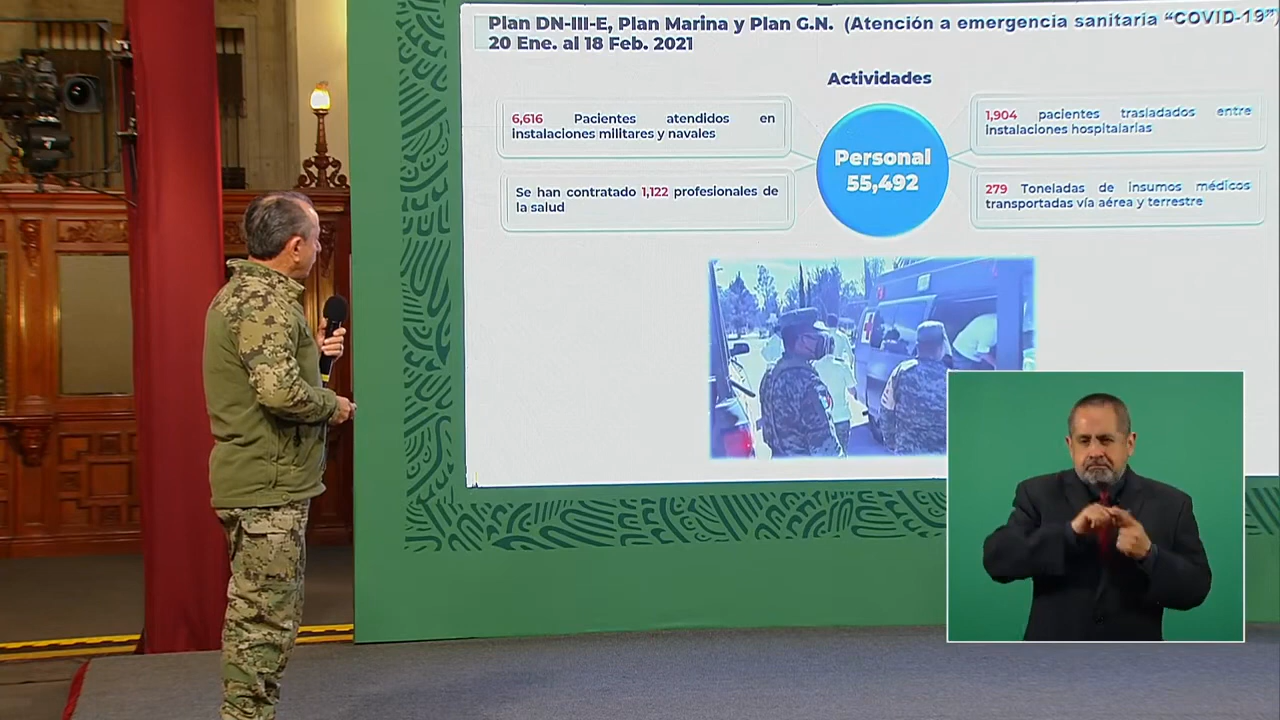 Plan DN-III-E, Plan Marina y Plan G.N. (Atención a emergencia sanitaria “COVID-19”)
20 Ene. al 18 Feb. 2021
Actividades
6,616 Pacientes atendidos en
instalaciones militares y navales
Se han contratado 1,122 profesionales de
la salud
Personal
55,492
1,904 pacientes trasladados entre
instalaciones hospitalarias
279 Toneladas de insumos médicos
transportadas vía aérea y terrestre